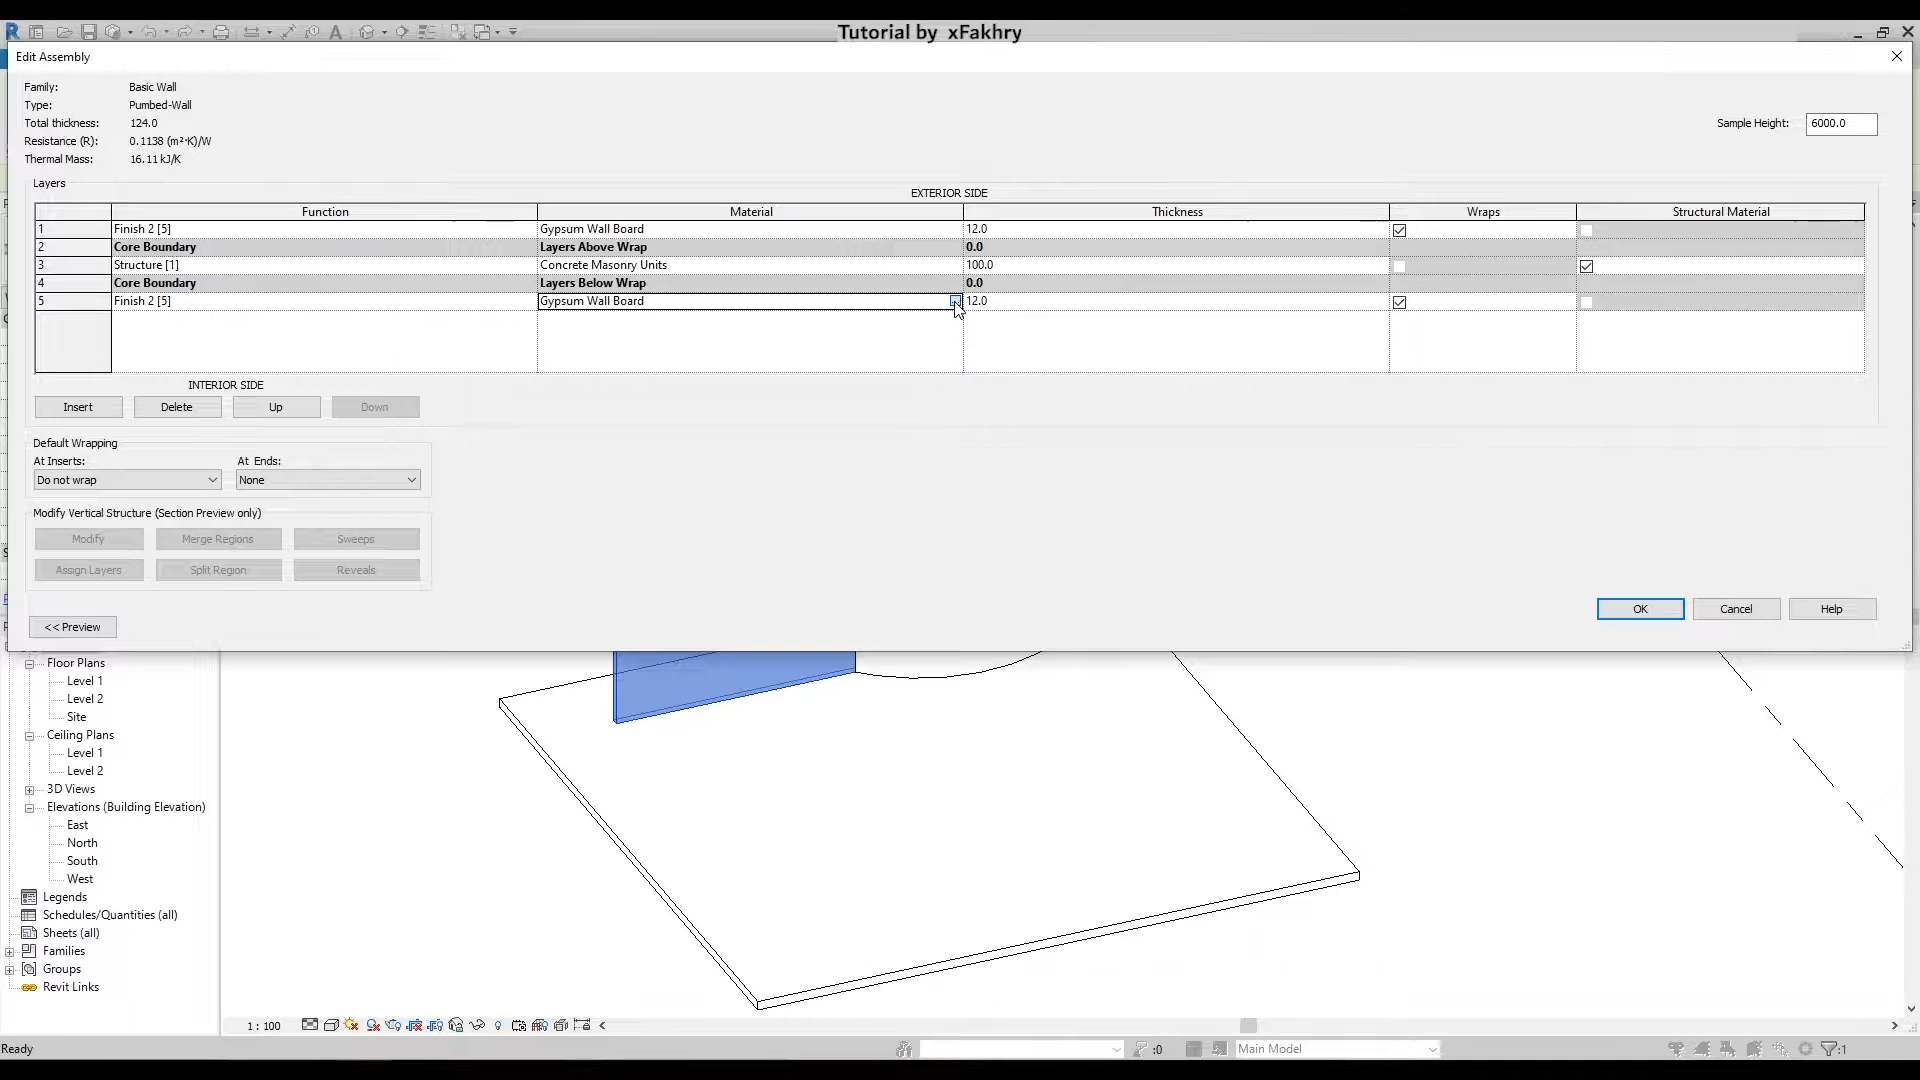 Tutorial by xFakhry
Edit Assembly
Family: Basic Wall
Type: Pumbed-Wall
Total thickness: 124.0
Resistance (R): 0.1138 (m²·K)/W
Thermal Mass: 16.11 kJ/K
Sample Height: 6000.0
Layers
EXTERIOR SIDE
Function Material Thickness Wraps Structural Material
1 Finish 2 [5] Gypsum Wall Board 12.0
2 Core Boundary Layers Above Wrap 0.0
3 Structure [1] Concrete Masonry Units 100.0
4 Core Boundary Layers Below Wrap 0.0
5 Finish 2 [5] Gypsum Wall Board 12.0
INTERIOR SIDE
Insert Delete Up Down
Default Wrapping
At Inserts: At Ends:
Do not wrap None
Modify Vertical Structure (Section Preview only)
Modify Merge Regions Sweeps
Assign Layers Split Region Reveals
OK Cancel Help
<< Preview
Floor Plans
Level 1
Level 2
Site
Ceiling Plans
Level 1
Level 2
3D Views
Elevations (Building Elevation)
East
North
South
West
Legends
Schedules/Quantities (all)
Sheets (all)
Families
Groups
Revit Links
1 : 100
Ready :0 Main Model :1